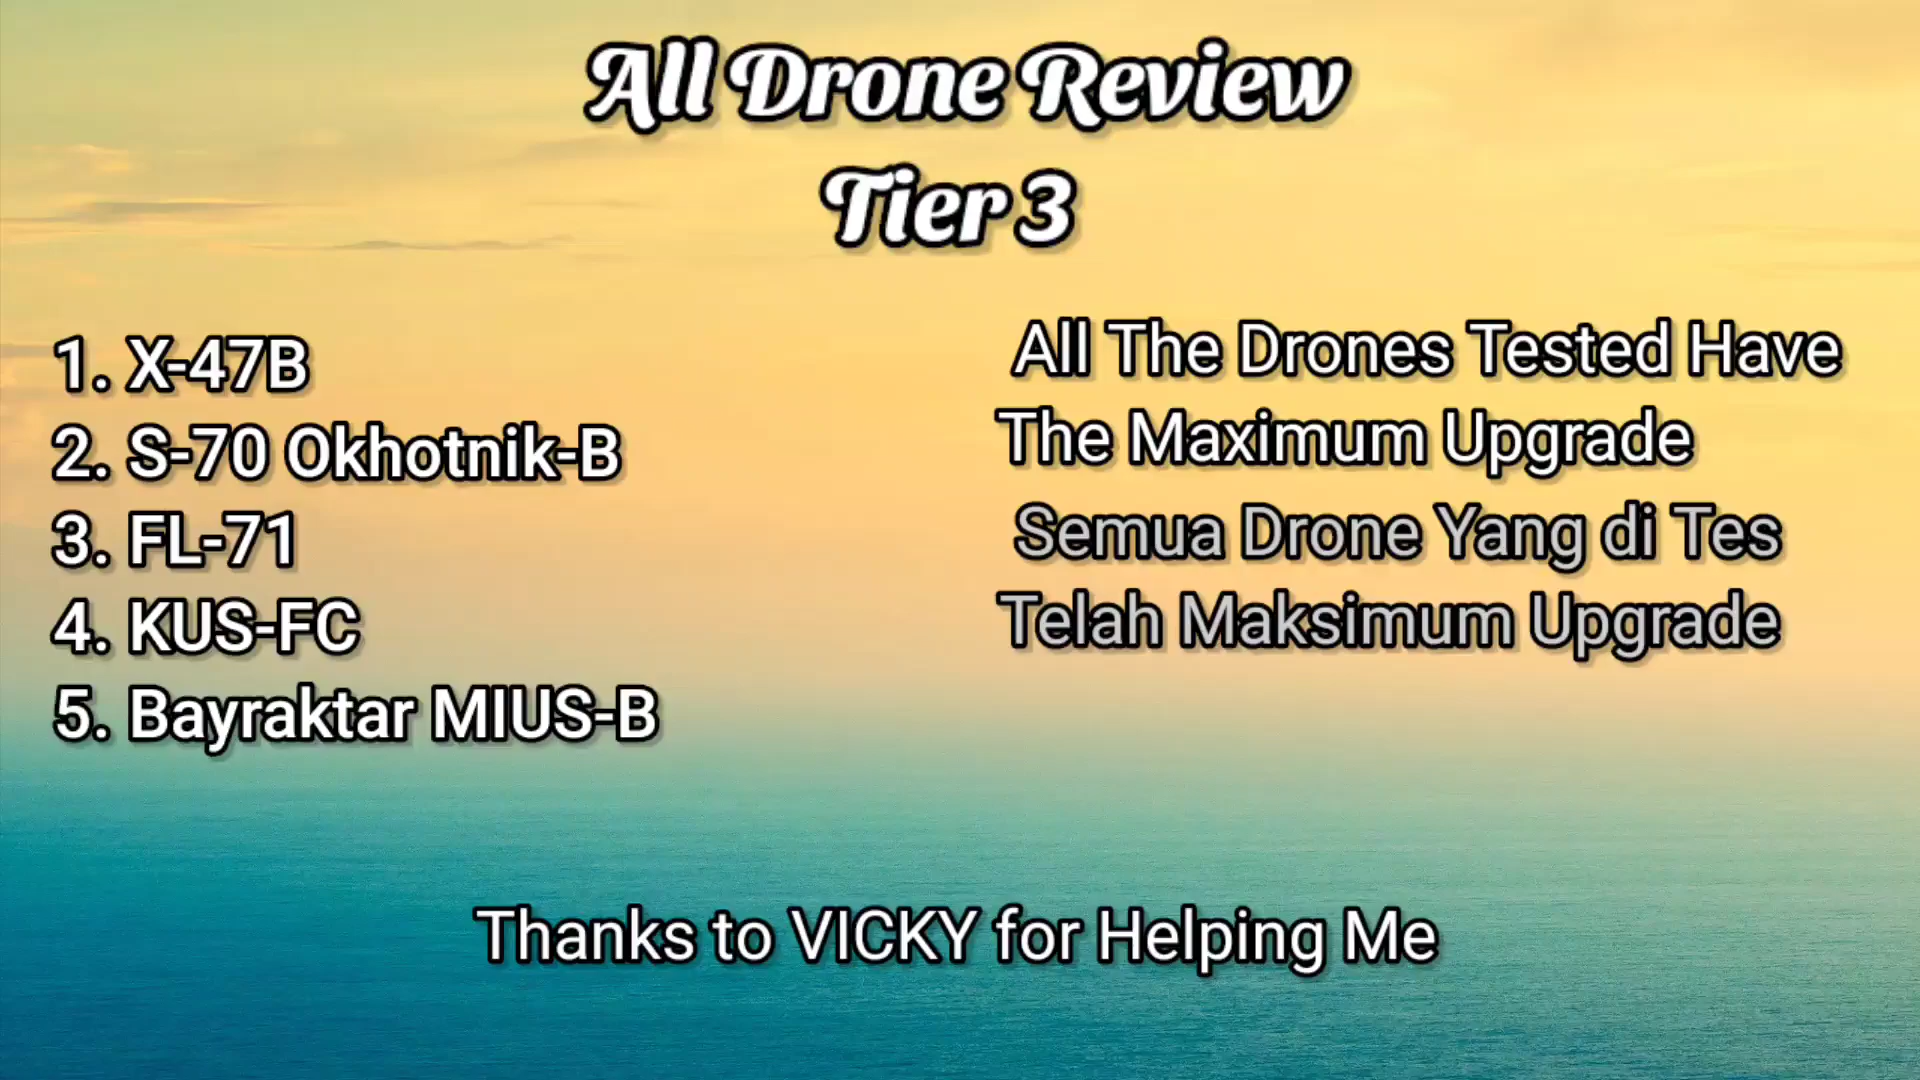 All Drone Review
Tier 3
1. X-47B
2. S-70 Okhotnik-B
3. FL-71
4. KUS-FC
5. Bayraktar MIUS-B
All The Drones Tested Have
The Maximum Upgrade
Semua Drone Yang di Tes
Telah Maksimum Upgrade
Thanks to VICKY for Helping Me